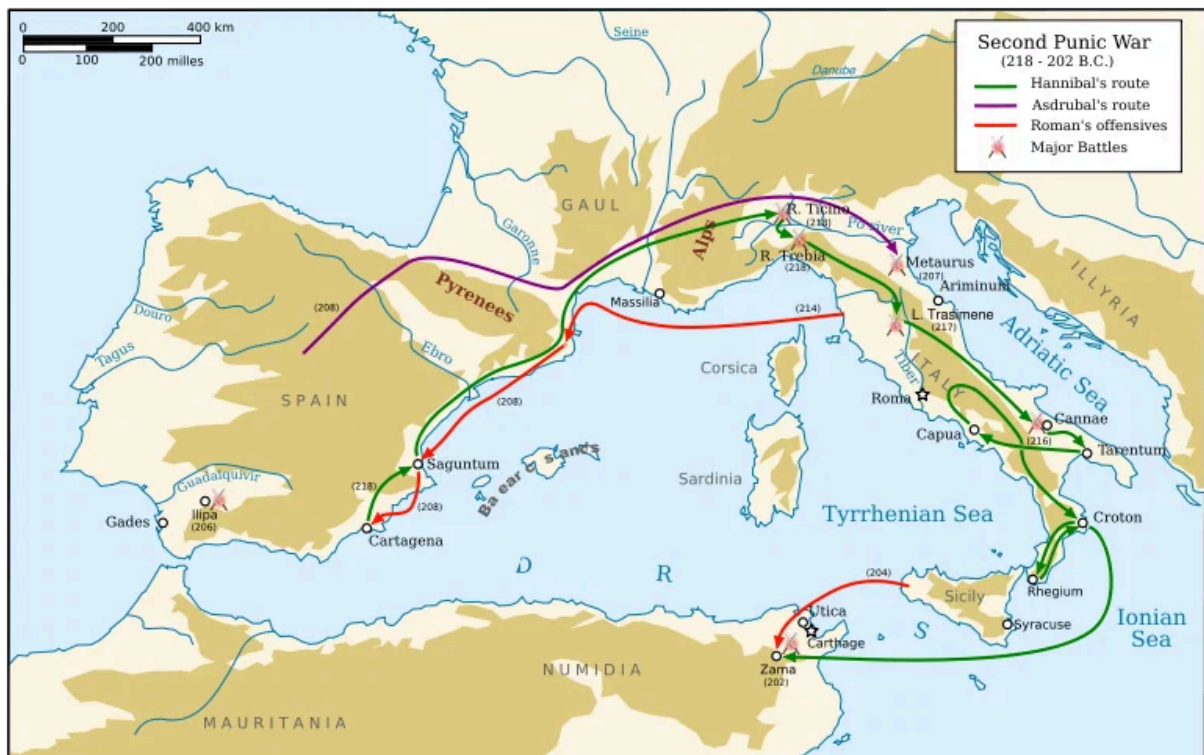 0 200 400 km
0 100 200 milles
Second Punic War
(218 - 202 B.C.)
Hannibal's route
Asdrubal's route
Roman's offensives
Major Battles
Seine
Danube
GAUL
Alps
R. Ticino
(218)
Po river
R. Trebia
(218)
Metaurus
(207)
Ariminum
L. Trasimene
(217)
ILLYRIA
Garonne
Pyrenees
Massilia
(214)
(208)
Douro
Tagus
Ebro
Corsica
Tiber
ITALY
Adriatic Sea
Roma
SPAIN
(208)
Capua
Cannae
(216)
Tarentum
Saguntum
Sardinia
Guadalquivir
(218)
(208)
Ilipa
(206)
Gades
Cartagena
Tyrrhenian Sea
Croton
D R
S
(204)
Sicily
Rhegium
Utica
Carthage
Syracuse
Ionian
Sea
Zama
(202)
NUMIDIA
MAURITANIA